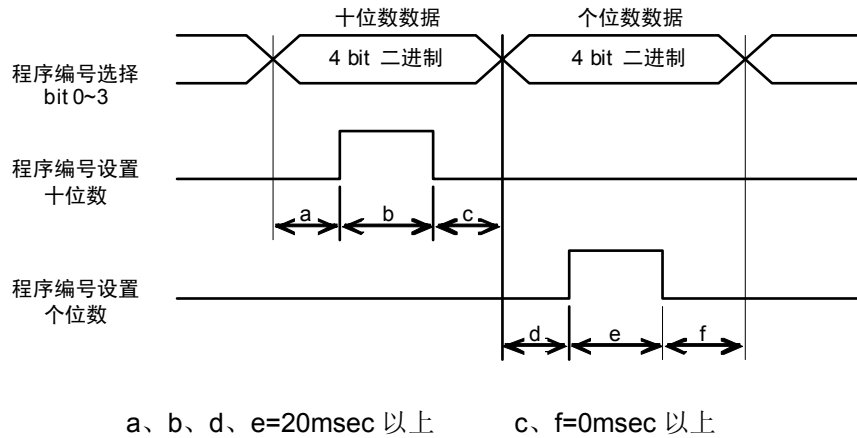 十位数数据 个位数数据
4 bit 二进制 4 bit 二进制
程序编号选择
bit 0~3
程序编号设置
十位数
a b c
程序编号设置
个位数
d e f
a、b、d、e=20msec 以上 c、f=0msec 以上